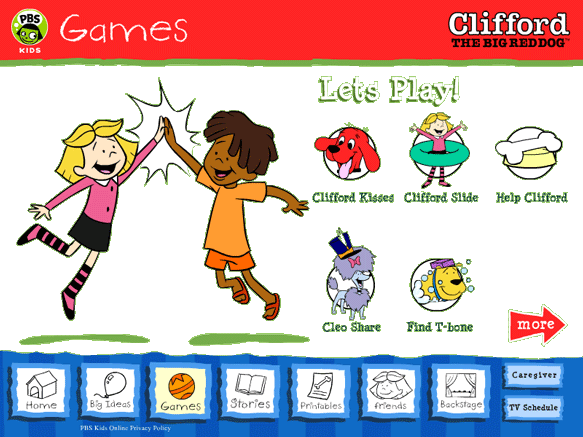 PBS
KIDS
Games
Clifford
THE BIG RED DOG™
Lets Play!
Clifford Kisses
Clifford Slide
Help Clifford
Cleo Share
Find T-bone
more
Home
Big Ideas
Games
Stories
Printables
friends
Backstage
Caregiver
TV Schedule
PBS Kids Online Privacy Policy